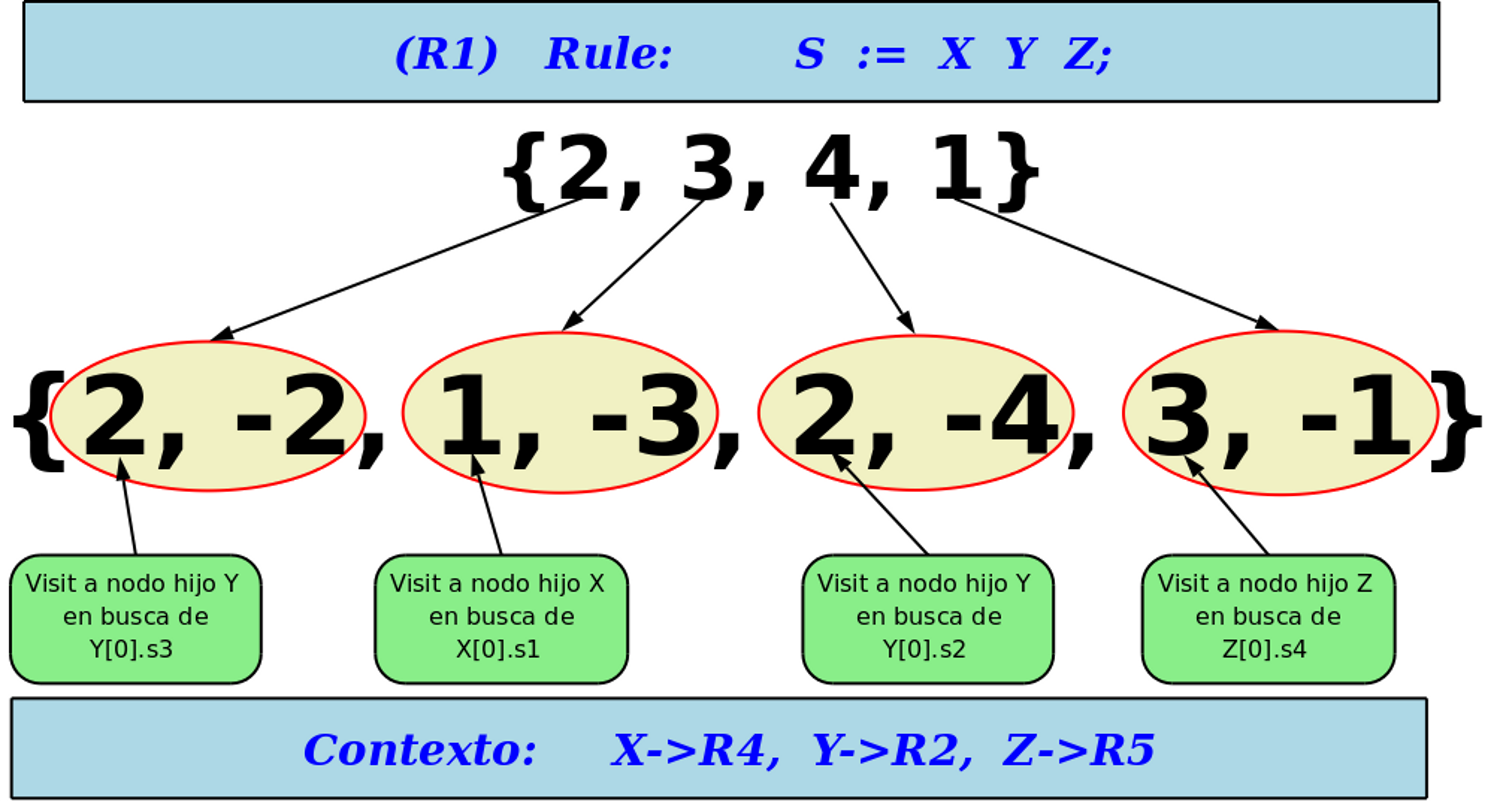 (R1) Rule: S := X Y Z;
{2, 3, 4, 1}
{2, -2, 1, -3, 2, -4, 3, -1}
Visit a nodo hijo Y
en busca de
Y[0].s3
Visit a nodo hijo X
en busca de
X[0].s1
Visit a nodo hijo Y
en busca de
Y[0].s2
Visit a nodo hijo Z
en busca de
Z[0].s4
Contexto: X->R4, Y->R2, Z->R5